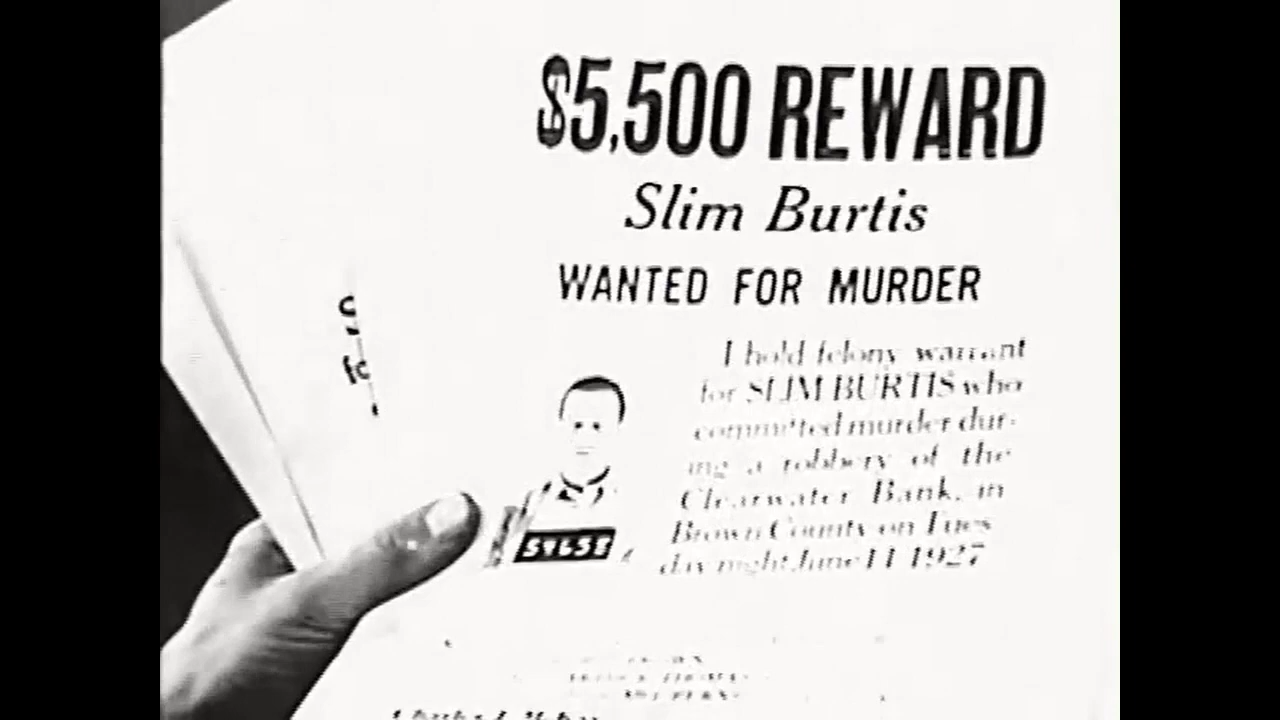 $5,500 REWARD
Slim Burtis
WANTED FOR MURDER
I hold felony warrant
for SLIM BURTIS who
committed murder dur-
ing a robbery of the
Clearwater Bank, in
Brown County on Tues
day night June 11 1927